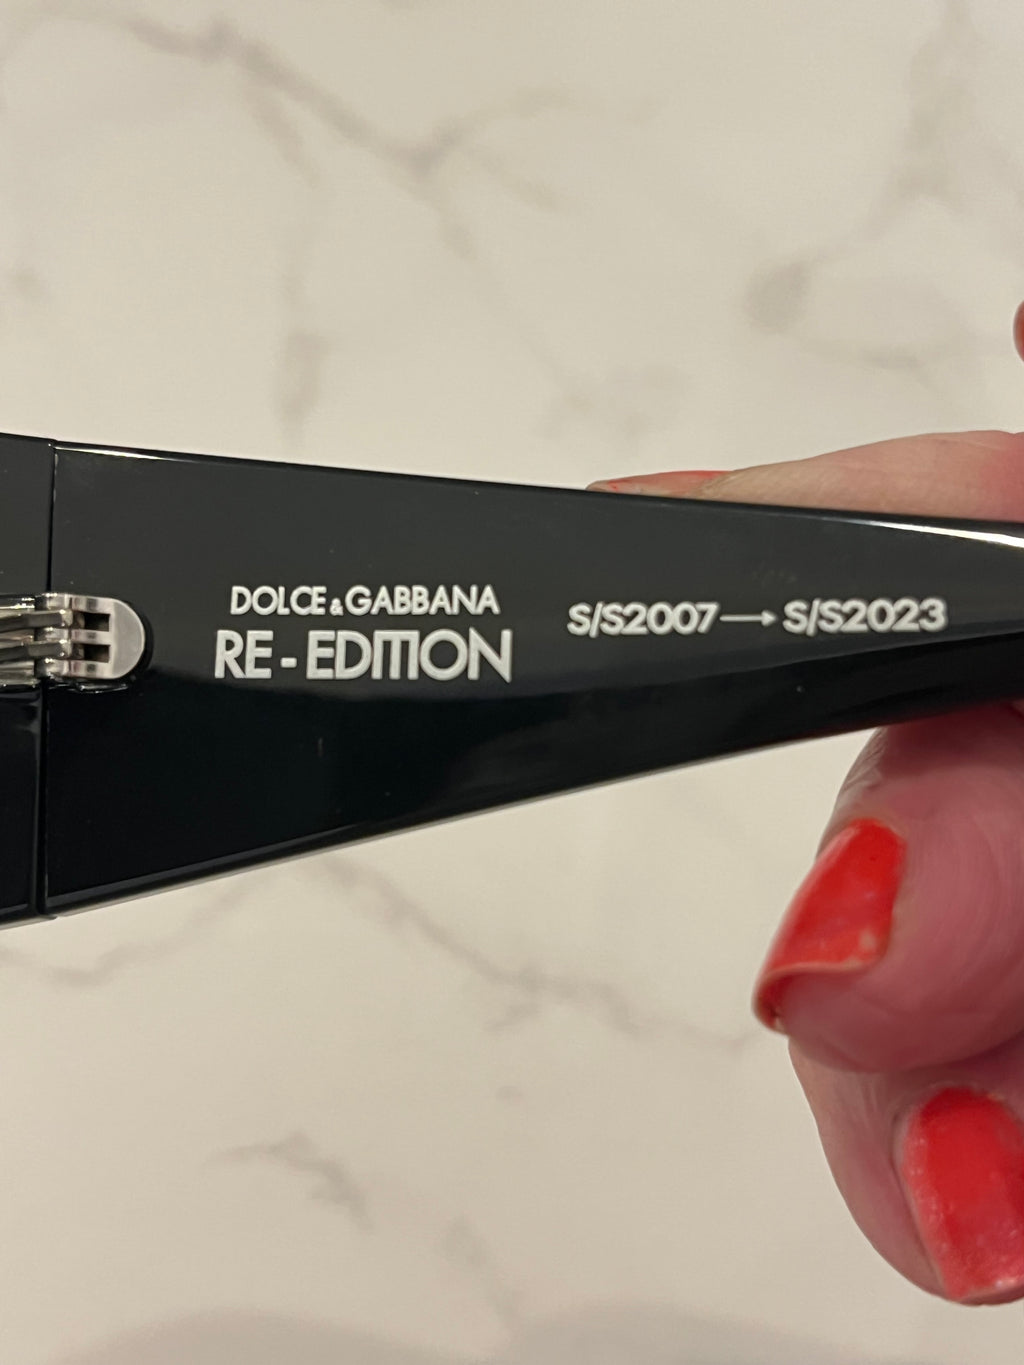 DOLCE & GABBANA
RE-EDITION
S/S2007⟶S/S2023